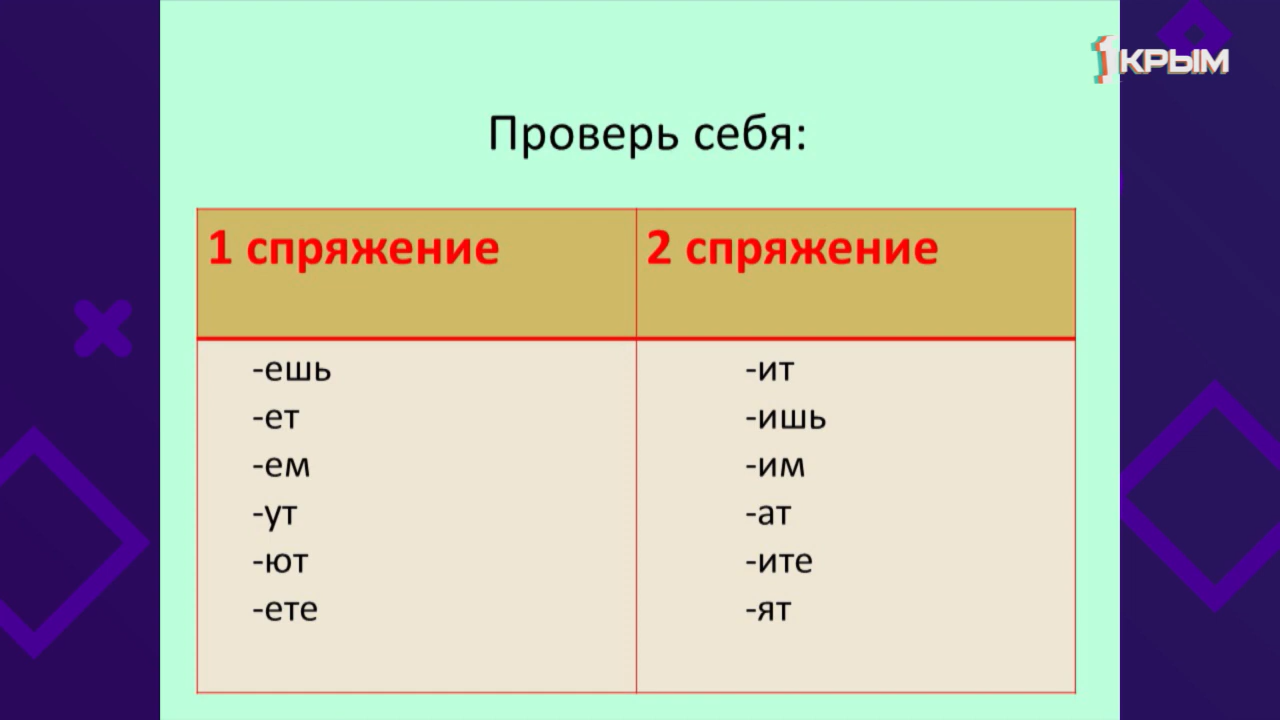 1КРЫМ
Проверь себя:
1 спряжение
2 спряжение
-ешь
-ет
-ем
-ут
-ют
-ете
-ит
-ишь
-им
-ат
-ите
-ят